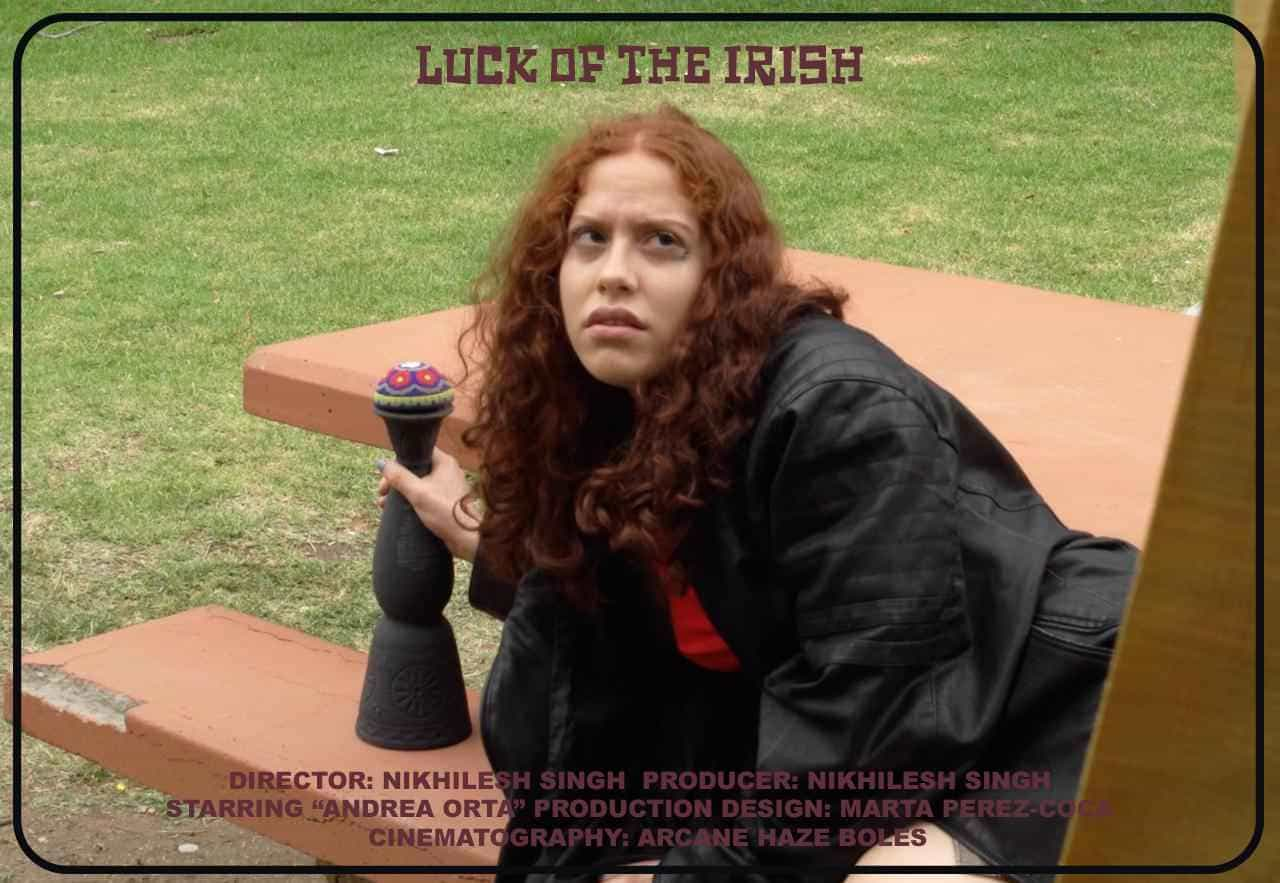 LUCK OF THE IRISH
DIRECTOR: NIKHILESH SINGH PRODUCER: NIKHILESH SINGH
STARRING “ANDREA ORTA” PRODUCTION DESIGN: MARTA PEREZ-COCA
CINEMATOGRAPHY: ARCANE HAZE BOLES